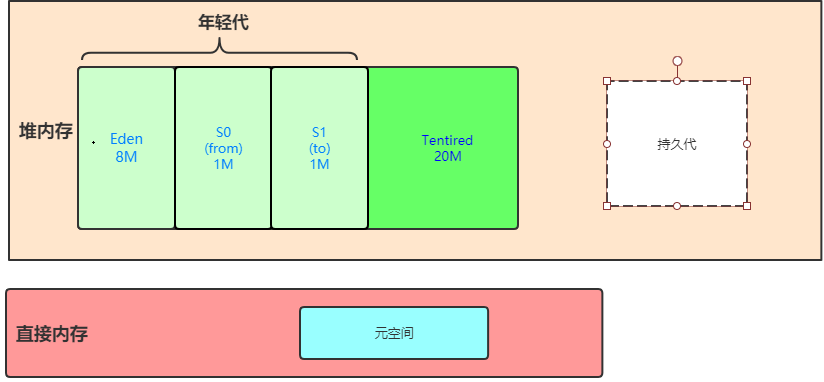 年轻代
堆内存
Eden
8M
S0
(from)
1M
S1
(to)
1M
Tentired
20M
持久代
直接内存
元空间